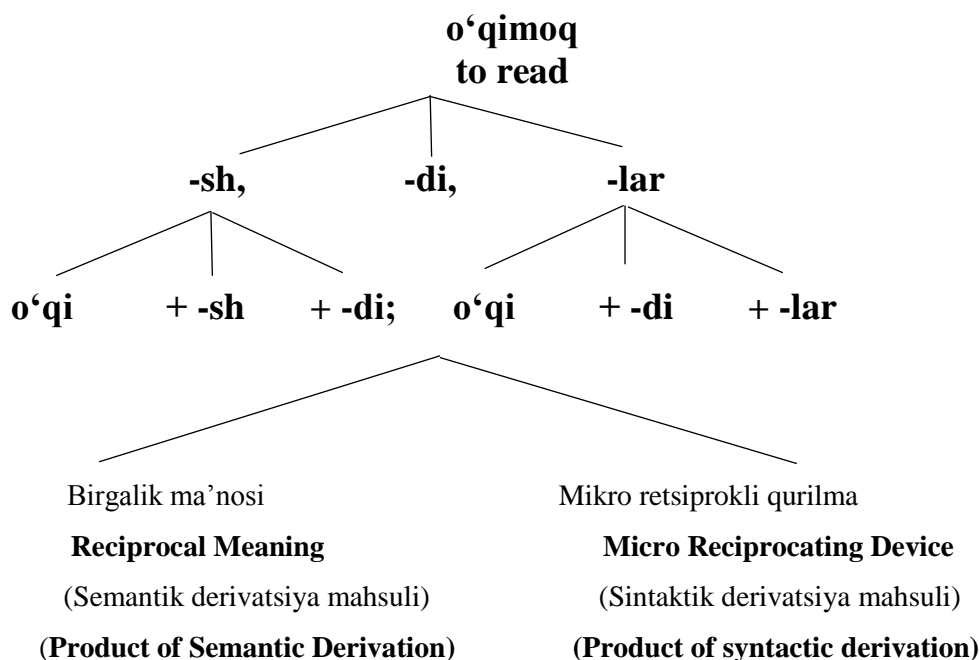 o‘qimoq
to read
-sh, -di, -lar
o‘qi + -sh + -di; o‘qi + -di + -lar
Birgalik ma’nosi Mikro retsiprokli qurilma
Reciprocal Meaning Micro Reciprocating Device
(Semantik derivatsiya mahsuli) (Sintaktik derivatsiya mahsuli)
(Product of Semantic Derivation) (Product of syntactic derivation)